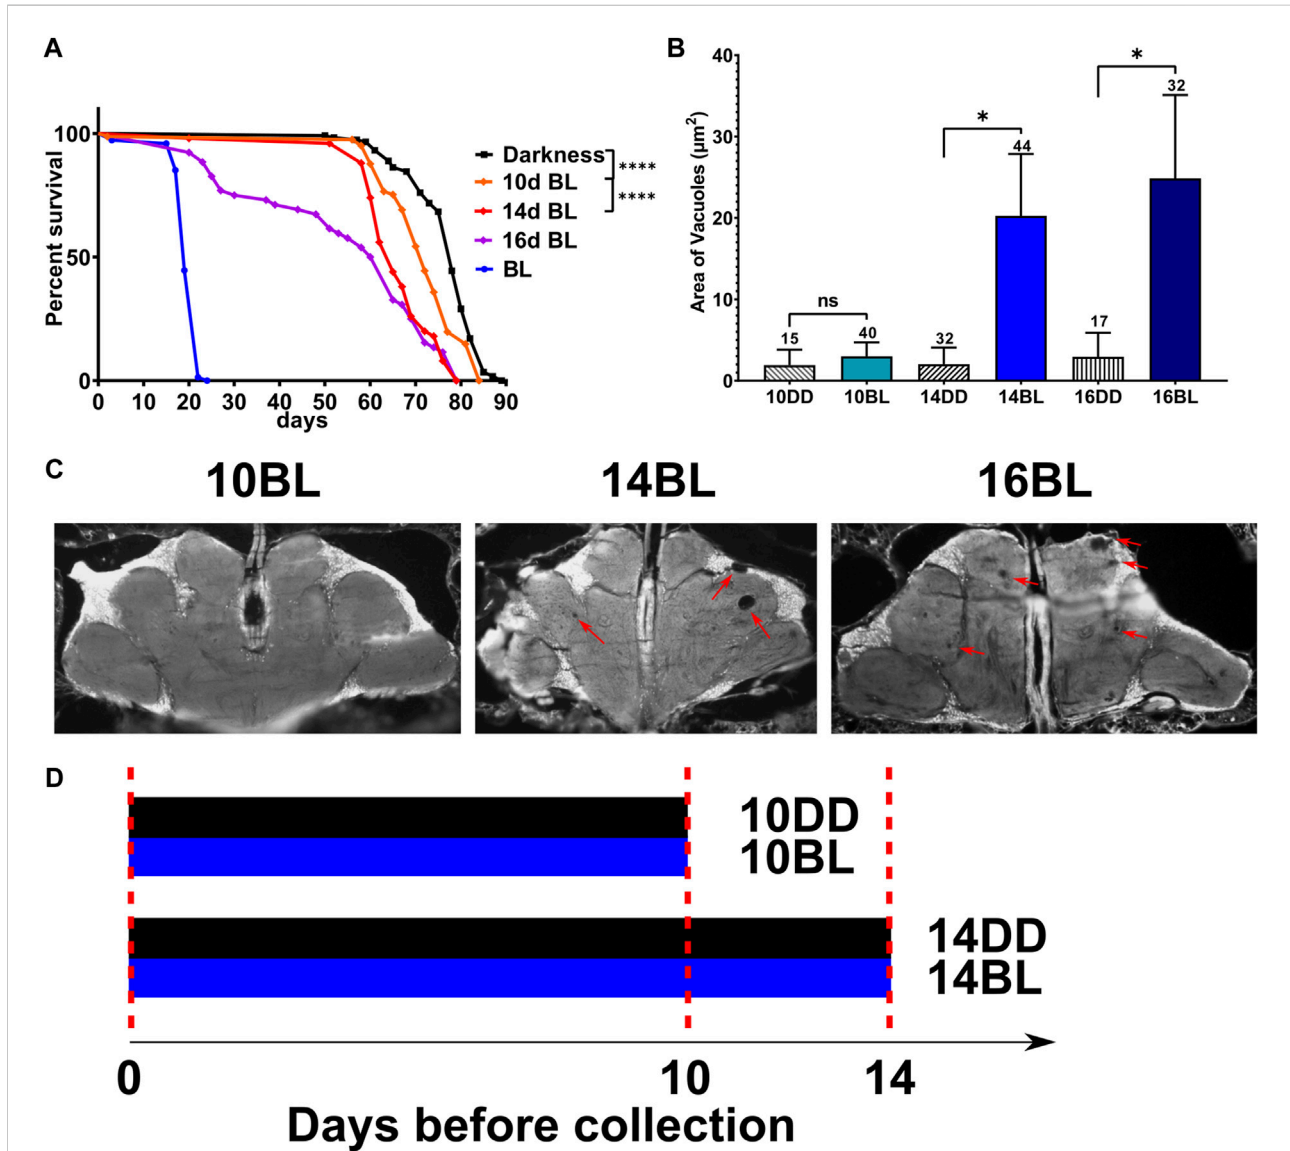 A
Percent survival
100
50
0
0 10 20 30 40 50 60 70 80 90
days
Darkness
10d BL
14d BL
16d BL
BL
****
****
B
Area of Vacuoles (µm²)
40
30
20
10
0
ns
*
*
15
40
32
44
17
32
10DD 10BL 14DD 14BL 16DD 16BL
C
10BL 14BL 16BL
D
10DD
10BL
14DD
14BL
0 10 14
Days before collection